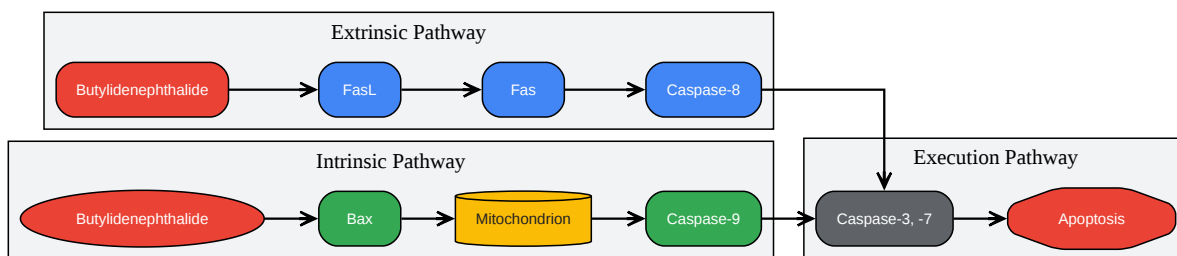 Extrinsic Pathway
Butylidenephthalide
FasL
Fas
Caspase-8
Intrinsic Pathway
Butylidenephthalide
Bax
Mitochondrion
Caspase-9
Execution Pathway
Caspase-3, -7
Apoptosis